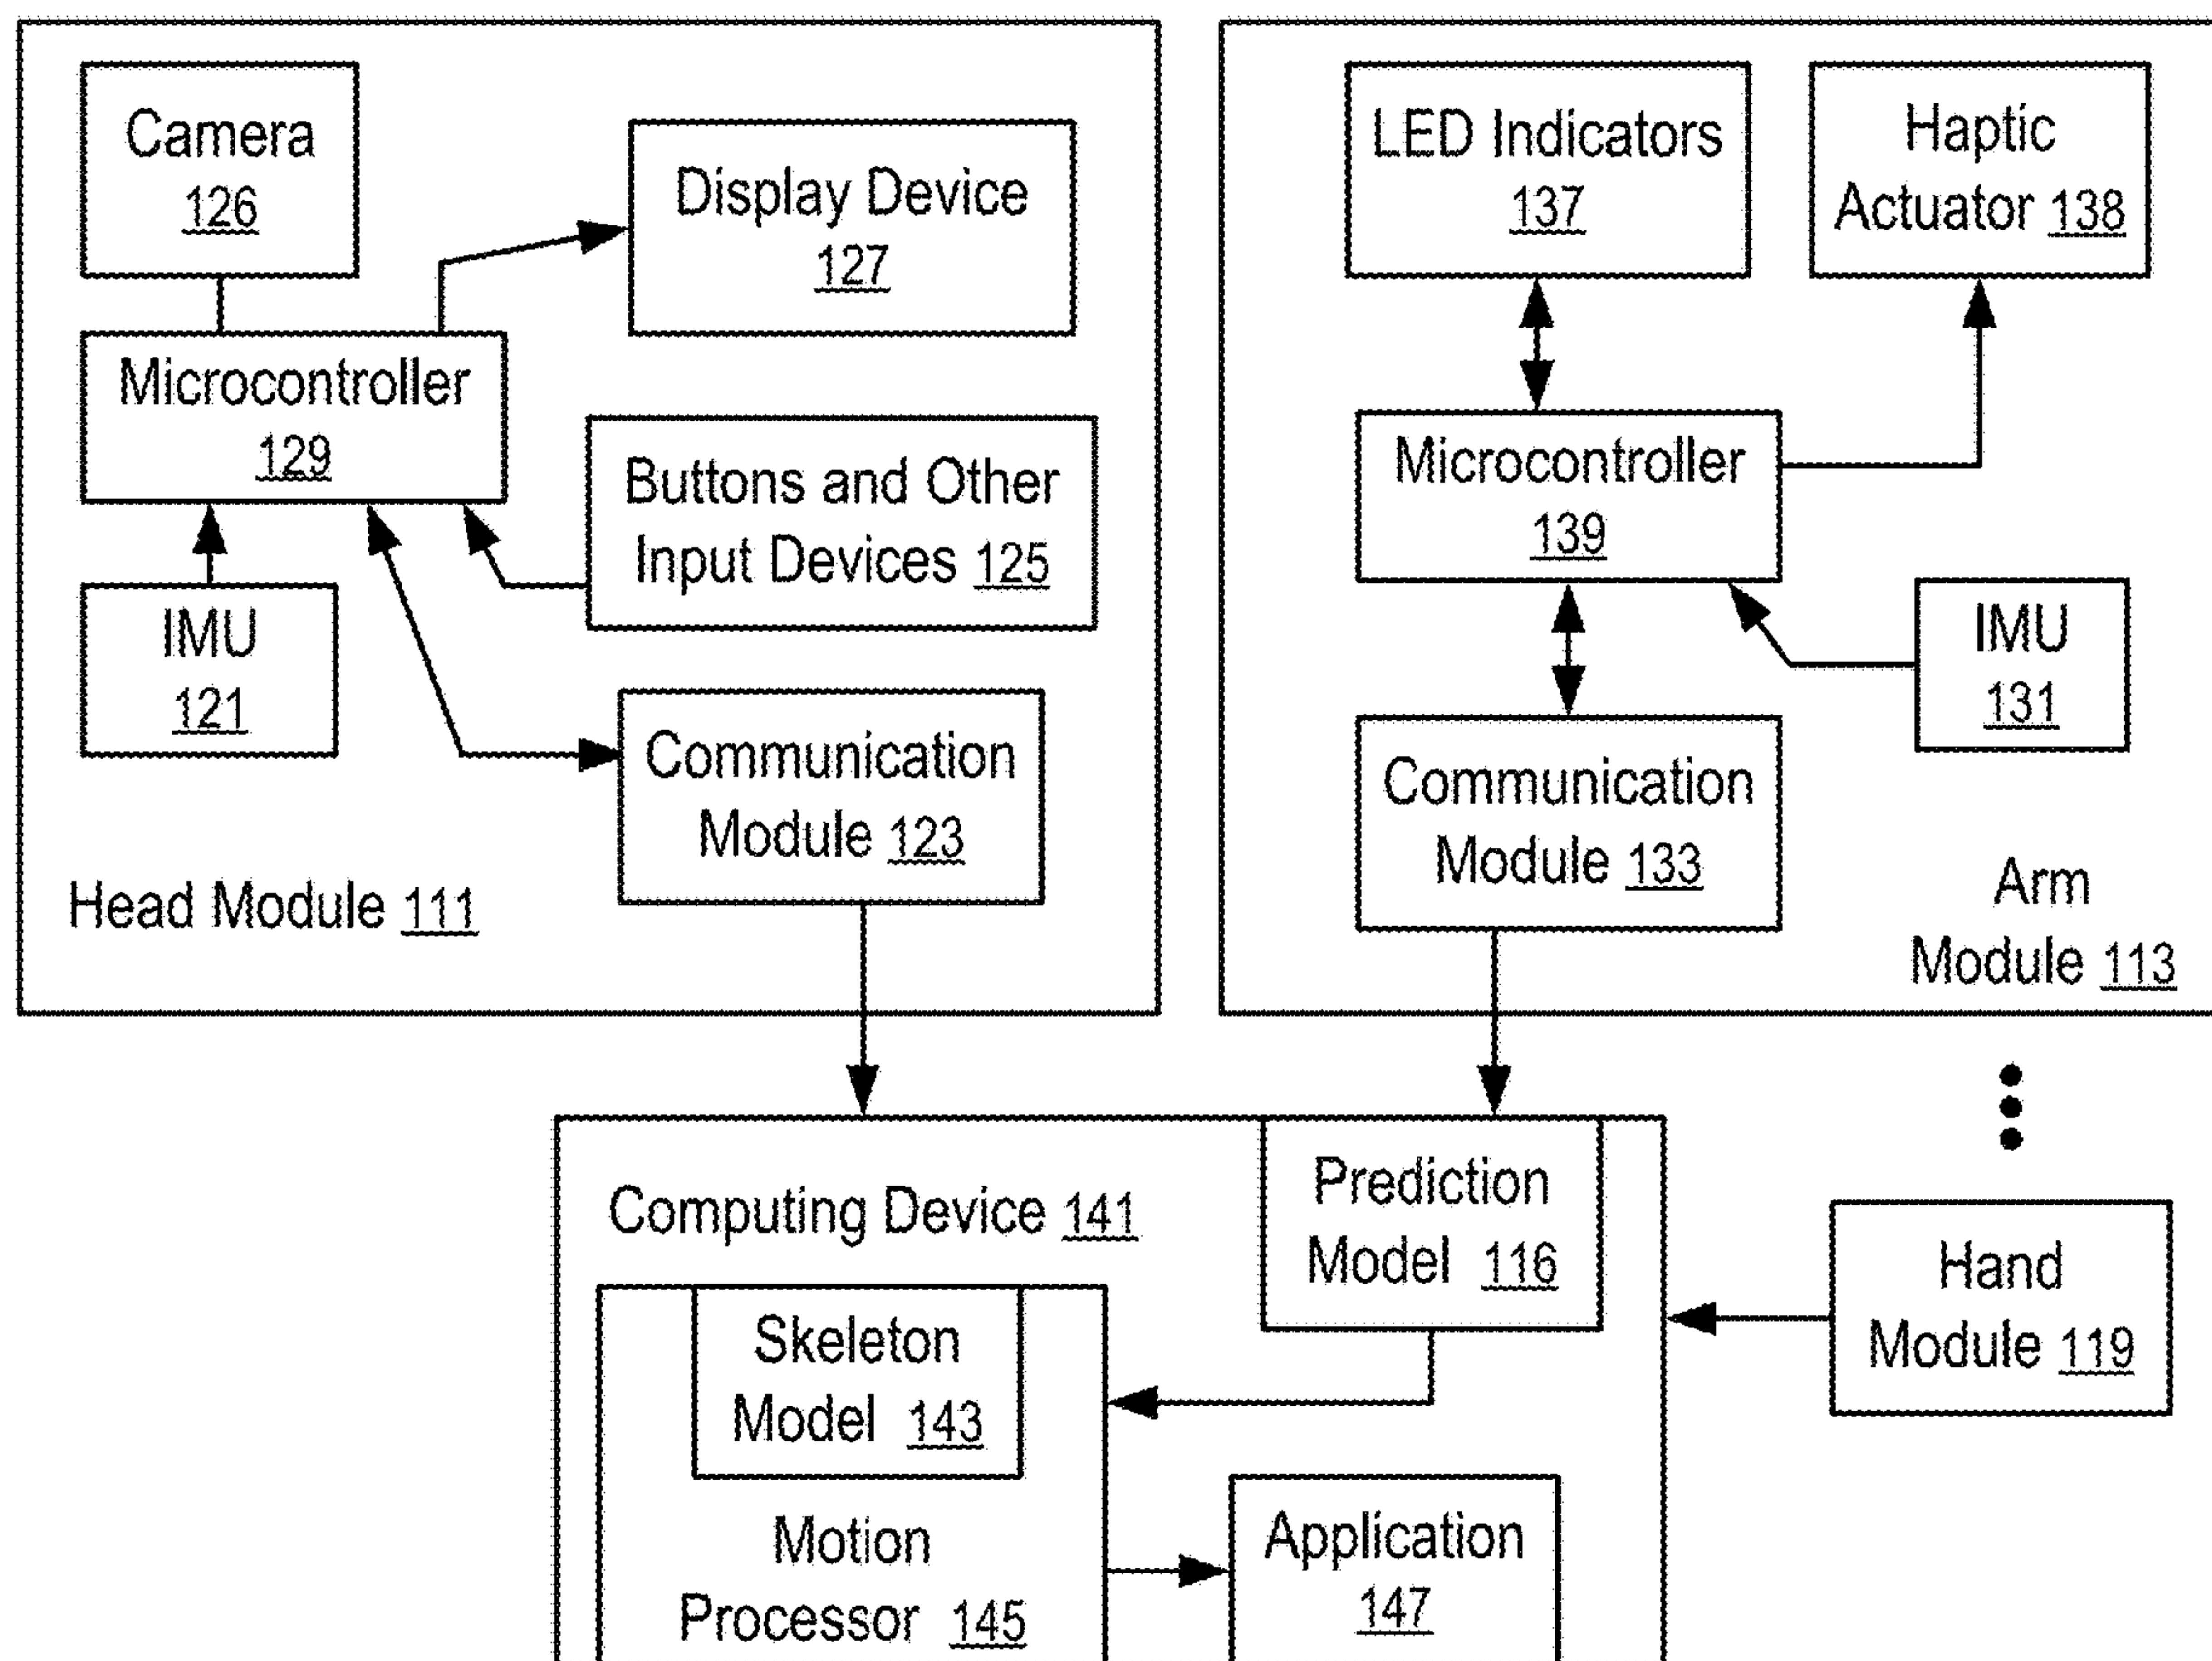 Camera
126
Display Device
127
Microcontroller
129
Buttons and Other
Input Devices 125
IMU
121
Communication
Module 123
Head Module 111
LED Indicators
137
Haptic
Actuator 138
Microcontroller
139
IMU
131
Communication
Module 133
Arm
Module 113
Computing Device 141
Prediction
Model 116
Hand
Module 119
Skeleton
Model 143
Motion
Processor 145
Application
147